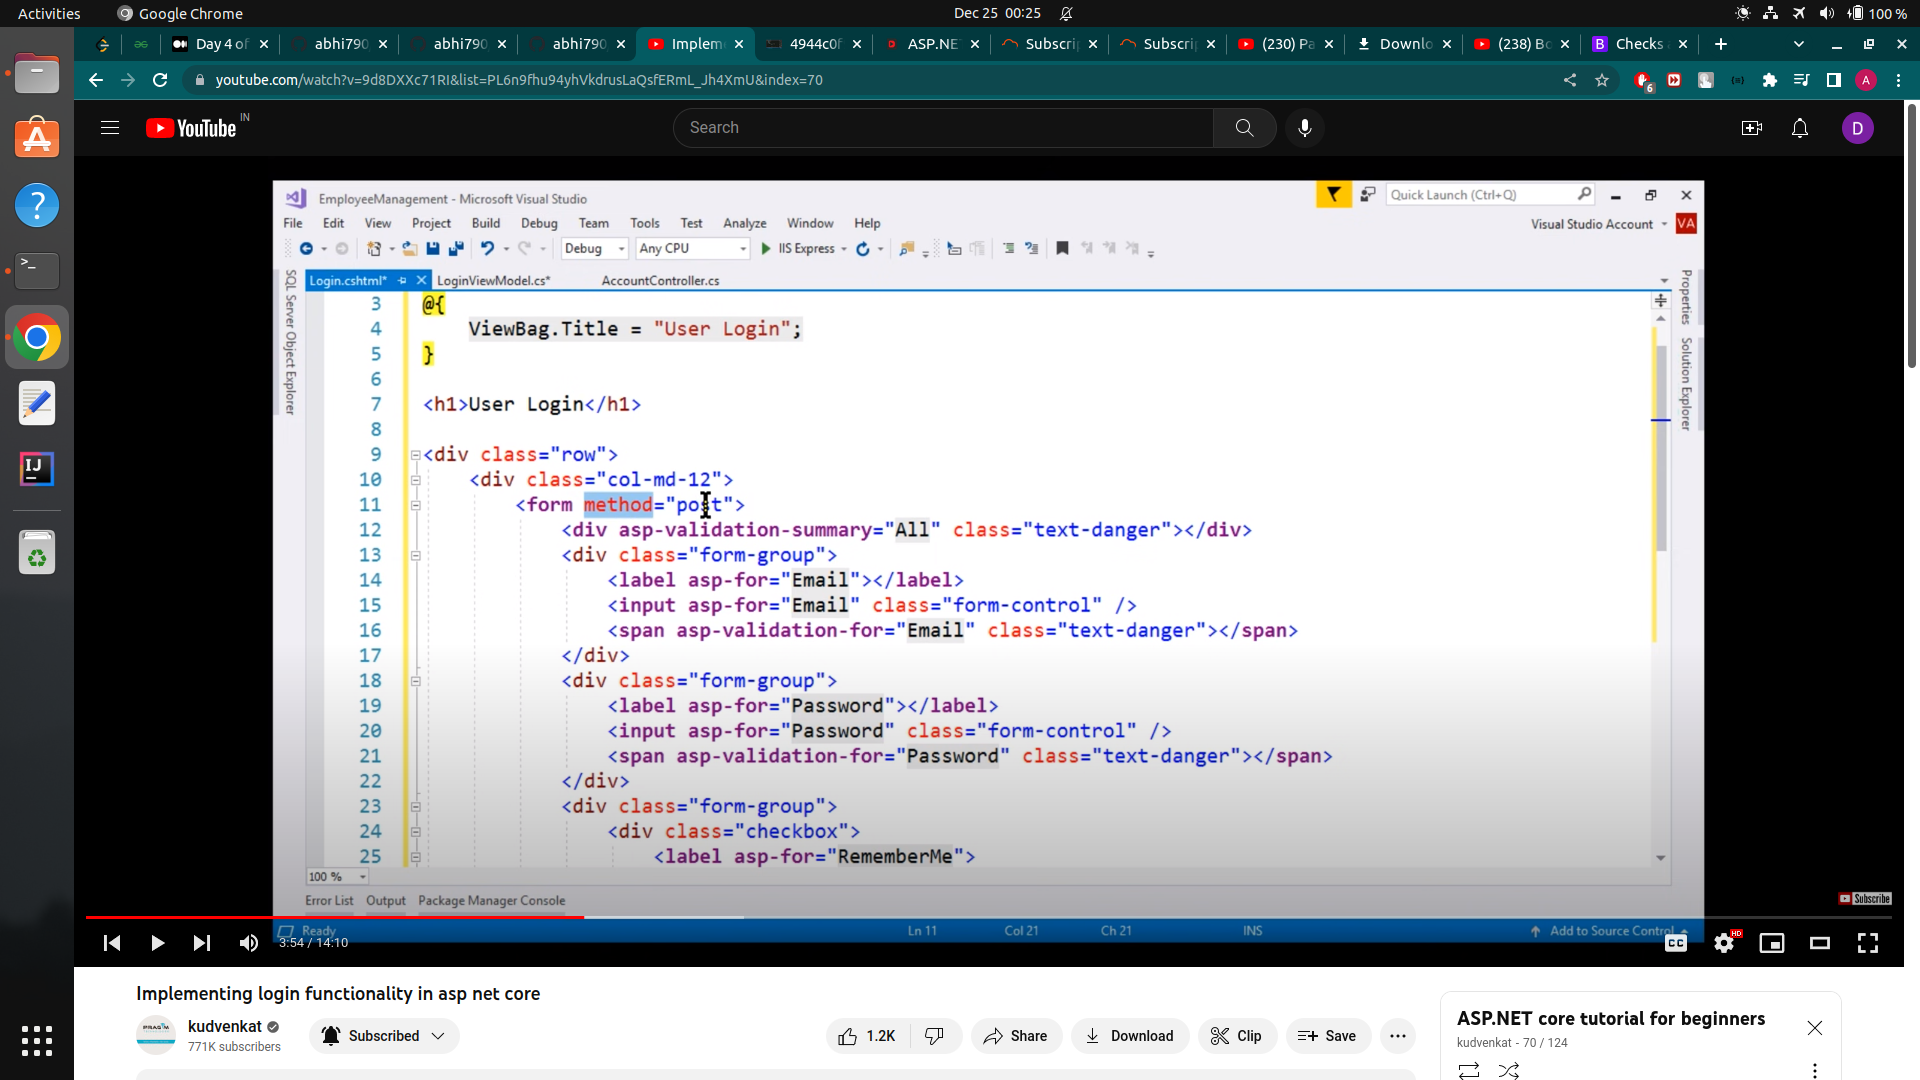 Activities Google Chrome Dec 25 00:25 100 %
Day 4 of abhi790 abhi790 abhi790 Implem 4944c0f ASP.NE Subscri Subscri (230) Pa Downlo (238) Bo Checks
youtube.com/watch?v=9d8DXXc71RI&list=PL6n9fhu94yhVkdrusLaQsfERmL_Jh4XmU&index=70 6 A
YouTube IN Search D
EmployeeManagement - Microsoft Visual Studio Quick Launch (Ctrl+Q)
File Edit View Project Build Debug Team Tools Test Analyze Window Help Visual Studio Account VA
Debug Any CPU IIS Express
SQL Server Object Explorer
Login.cshtml* LoginViewModel.cs* AccountController.cs
Properties
Solution Explorer
3 @{
4 ViewBag.Title = "User Login";
5 }
6
7 <h1>User Login</h1>
8
9 <div class="row">
10 <div class="col-md-12">
11 <form method="post">
12 <div asp-validation-summary="All" class="text-danger"></div>
13 <div class="form-group">
14 <label asp-for="Email"></label>
15 <input asp-for="Email" class="form-control" />
16 <span asp-validation-for="Email" class="text-danger"></span>
17 </div>
18 <div class="form-group">
19 <label asp-for="Password"></label>
20 <input asp-for="Password" class="form-control" />
21 <span asp-validation-for="Password" class="text-danger"></span>
22 </div>
23 <div class="form-group">
24 <div class="checkbox">
25 <label asp-for="RememberMe">
100 %
Error List Output Package Manager Console
Subscribe
Ready Ln 11 Col 21 Ch 21 INS Add to Source Control
3:54 / 14:10 CC HD
Implementing login functionality in asp net core
PRAGIM kudvenkat
771K subscribers
Subscribed 1.2K Share Download Clip Save
ASP.NET core tutorial for beginners
kudvenkat - 70 / 124